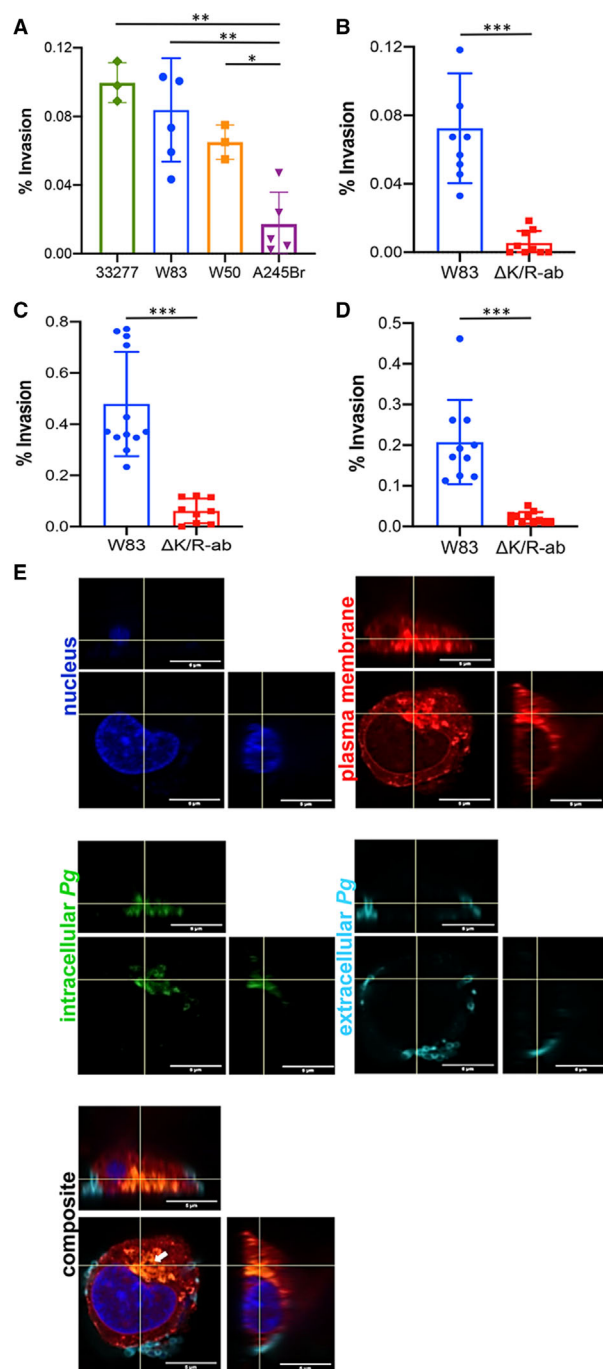 A
**
**
*
% Invasion
0.12
0.08
0.04
0.00
33277 W83 W50 A245Br
B
***
% Invasion
0.12
0.08
0.04
0.00
W83 ΔK/R-ab
C
***
% Invasion
0.8
0.6
0.4
0.2
0.0
W83 ΔK/R-ab
D
***
% Invasion
0.5
0.4
0.3
0.2
0.1
0.0
W83 ΔK/R-ab
E
nucleus
plasma membrane
intracellular Pg
extracellular Pg
composite